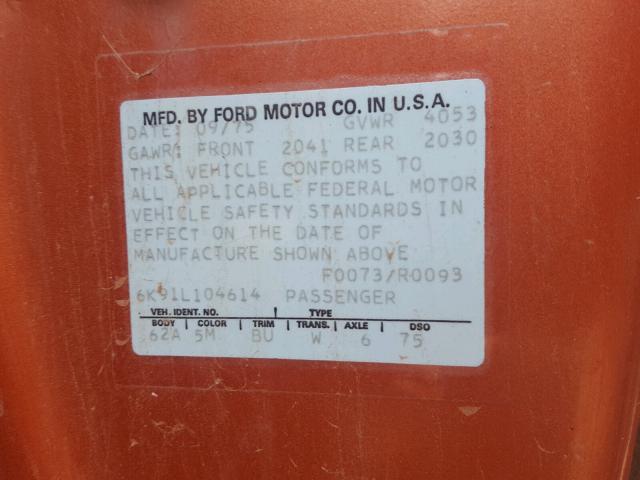 MFD. BY FORD MOTOR CO. IN U.S.A.
DATE: 09/75 GVWR 4053
GAWR: FRONT 2041 REAR 2030
THIS VEHICLE CONFORMS TO
ALL APPLICABLE FEDERAL MOTOR
VEHICLE SAFETY STANDARDS IN
EFFECT ON THE DATE OF
MANUFACTURE SHOWN ABOVE
F0073/R0093
6K91L104614 PASSENGER
VEH. IDENT. NO. TYPE
BODY COLOR TRIM TRANS. AXLE DSO
62A 5M BU W 6 75